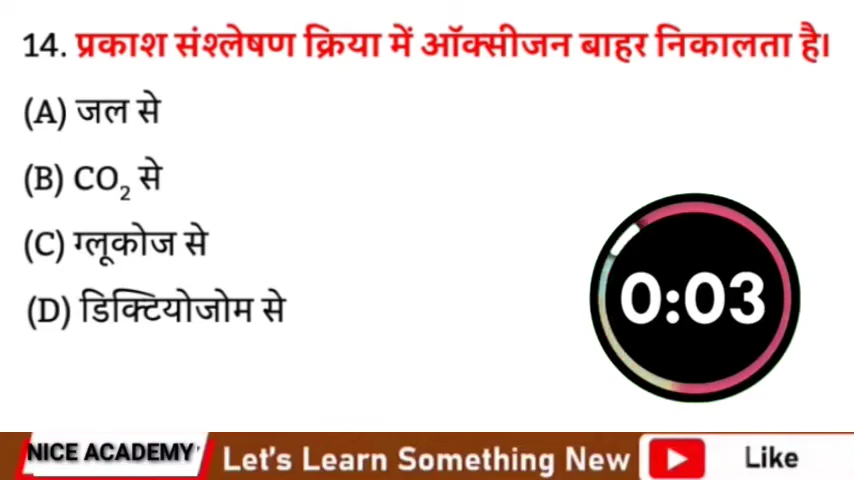 14. प्रकाश संश्लेषण क्रिया में ऑक्सीजन बाहर निकालता है।
(A) जल से
(B) CO₂ से
(C) ग्लूकोज से
(D) डिक्टियोजोम से
0:03
NICE ACADEMY Let's Learn Something New Like